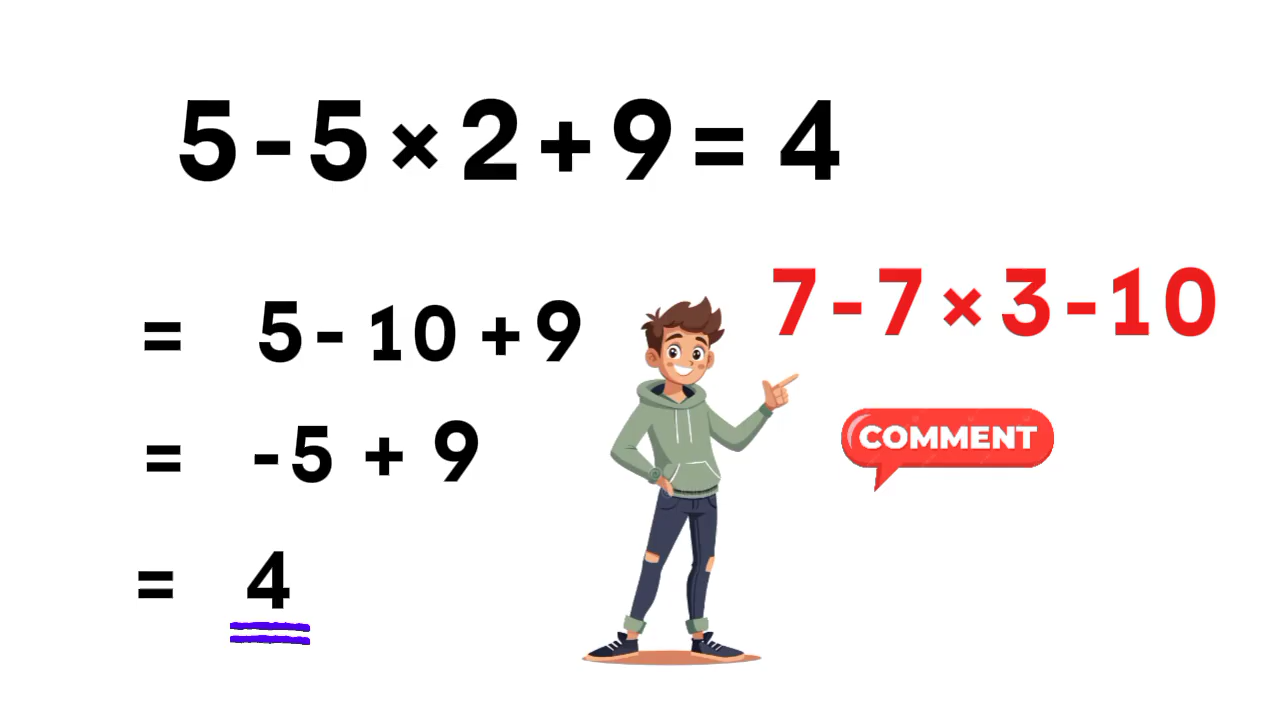 5-5×2+9= 4
7-7×3-10
= 5- 10 +9
COMMENT
= -5 + 9
= 4